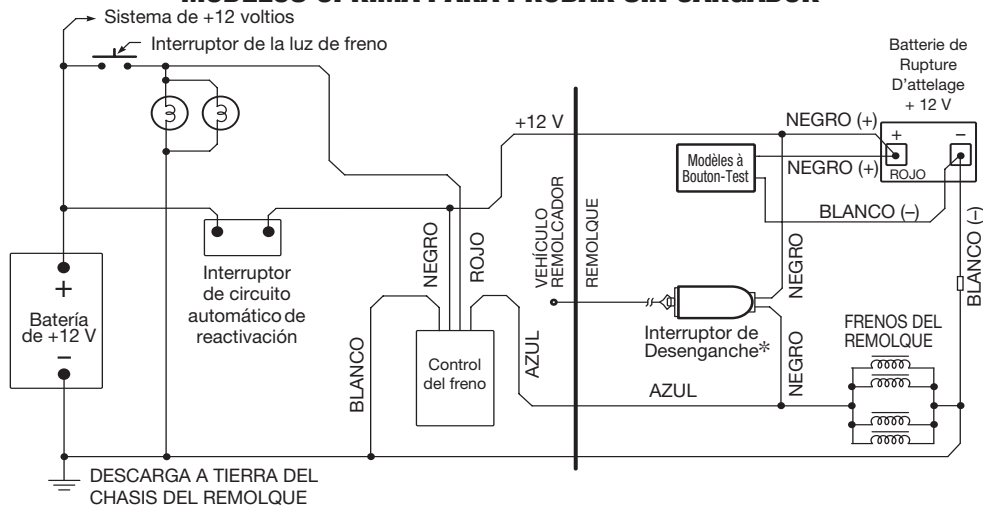 MODELOS OPRIMA PARA PROBAR SIN CARGADOR
Sistema de +12 voltios
Interruptor de la luz de freno
Batterie de
Rupture
D'attelage
+ 12 V
+12 V
NEGRO (+)
+
−
ROJO
NEGRO (+)
Modèles à
Bouton-Test
BLANCO (–)
BLANCO (–)
NEGRO
ROJO
VEHÍCULO
REMOLCADOR
REMOLQUE
NEGRO
+
Batería
de +12 V
−
Interruptor
de circuito
automático de
reactivación
BLANCO
Control
del freno
AZUL
Interruptor de
Desenganche*
NEGRO
FRENOS DEL
REMOLQUE
AZUL
DESCARGA A TIERRA DEL
CHASIS DEL REMOLQUE